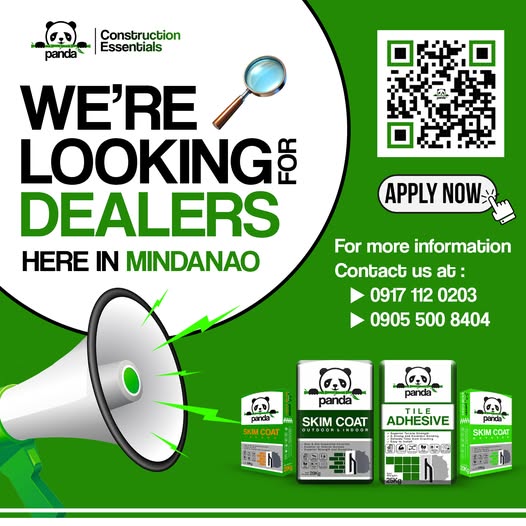 panda
Construction
Essentials
WE'RE
LOOKING FOR
DEALERS
HERE IN MINDANAO
APPLY NOW
For more information
Contact us at :
▶ 0917 112 0203
▶ 0905 500 8404
panda
SKIM COAT
OUTDOOR & INDOOR
20Kg
panda
TILE
ADHESIVE
25Kg
panda
SKIM COAT
panda
SKIM COAT